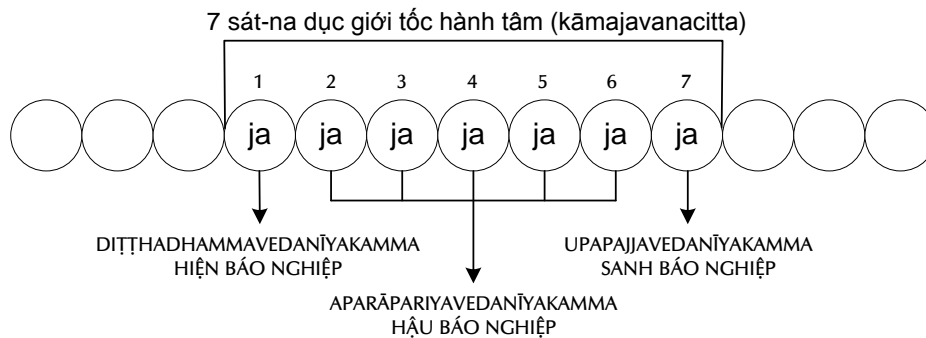 7 sát-na dục giới tốc hành tâm (kāmajavanacitta)
1 2 3 4 5 6 7
ja ja ja ja ja ja ja
DIṬṬHADHAMMAVEDANĪYAKAMMA
HIỆN BÁO NGHIỆP
UPAPAJJAVEDANĪYAKAMMA
SANH BÁO NGHIỆP
APARĀPARIYAVEDANĪYAKAMMA
HẬU BÁO NGHIỆP